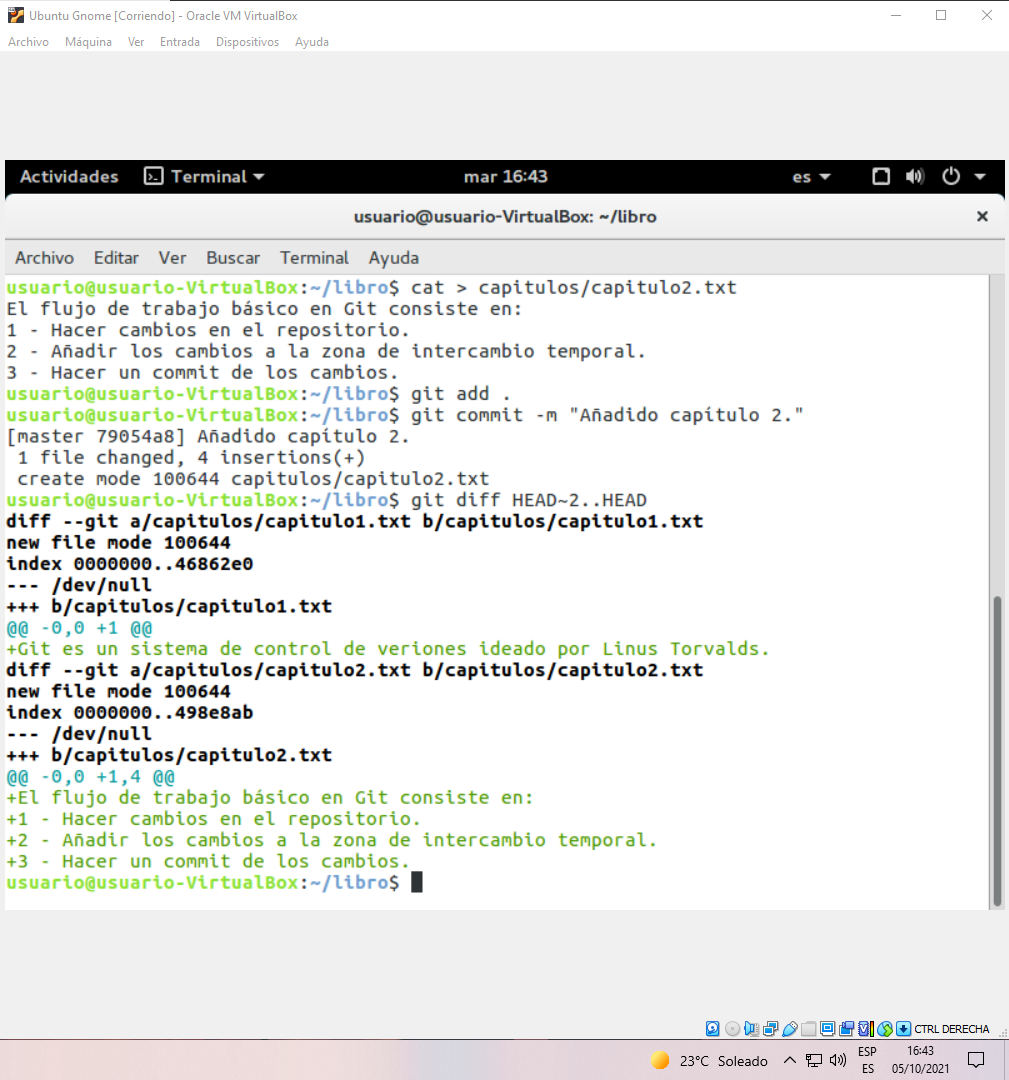 Ubuntu Gnome [Corriendo] - Oracle VM VirtualBox
Archivo Máquina Ver Entrada Dispositivos Ayuda
Actividades Terminal mar 16:43 es
usuario@usuario-VirtualBox: ~/libro
Archivo Editar Ver Buscar Terminal Ayuda
usuario@usuario-VirtualBox:~/libro$ cat > capitulos/capitulo2.txt
El flujo de trabajo básico en Git consiste en:
1 - Hacer cambios en el repositorio.
2 - Añadir los cambios a la zona de intercambio temporal.
3 - Hacer un commit de los cambios.
usuario@usuario-VirtualBox:~/libro$ git add .
usuario@usuario-VirtualBox:~/libro$ git commit -m "Añadido capítulo 2."
[master 79054a8] Añadido capítulo 2.
 1 file changed, 4 insertions(+)
 create mode 100644 capitulos/capitulo2.txt
usuario@usuario-VirtualBox:~/libro$ git diff HEAD~2..HEAD
diff --git a/capitulos/capitulo1.txt b/capitulos/capitulo1.txt
new file mode 100644
index 0000000..46862e0
--- /dev/null
+++ b/capitulos/capitulo1.txt
@@ -0,0 +1 @@
+Git es un sistema de control de veriones ideado por Linus Torvalds.
diff --git a/capitulos/capitulo2.txt b/capitulos/capitulo2.txt
new file mode 100644
index 0000000..498e8ab
--- /dev/null
+++ b/capitulos/capitulo2.txt
@@ -0,0 +1,4 @@
+El flujo de trabajo básico en Git consiste en:
+1 - Hacer cambios en el repositorio.
+2 - Añadir los cambios a la zona de intercambio temporal.
+3 - Hacer un commit de los cambios.
usuario@usuario-VirtualBox:~/libro$
CTRL DERECHA
23°C Soleado ESP 16:43
ES 05/10/2021